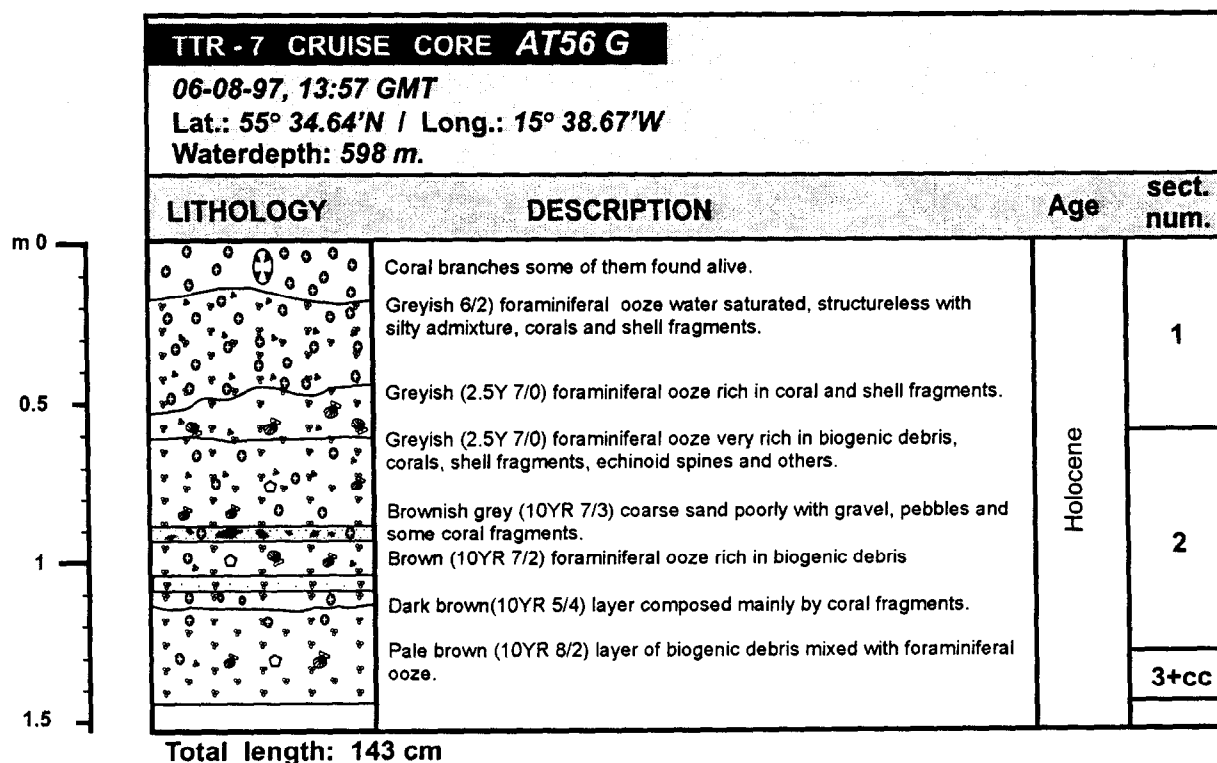 TTR - 7 CRUISE CORE AT56 G
06-08-97, 13:57 GMT
Lat.: 55° 34.64'N / Long.: 15° 38.67'W
Waterdepth: 598 m.
LITHOLOGY
DESCRIPTION
Age
sect.
num.
m 0
0.5
1
1.5
Coral branches some of them found alive.
Greyish 6/2) foraminiferal ooze water saturated, structureless with
silty admixture, corals and shell fragments.
Greyish (2.5Y 7/0) foraminiferal ooze rich in coral and shell fragments.
Greyish (2.5Y 7/0) foraminiferal ooze very rich in biogenic debris,
corals, shell fragments, echinoid spines and others.
Brownish grey (10YR 7/3) coarse sand poorly with gravel, pebbles and
some coral fragments.
Brown (10YR 7/2) foraminiferal ooze rich in biogenic debris
Dark brown(10YR 5/4) layer composed mainly by coral fragments.
Pale brown (10YR 8/2) layer of biogenic debris mixed with foraminiferal
ooze.
Holocene
1
2
3+cc
Total length: 143 cm